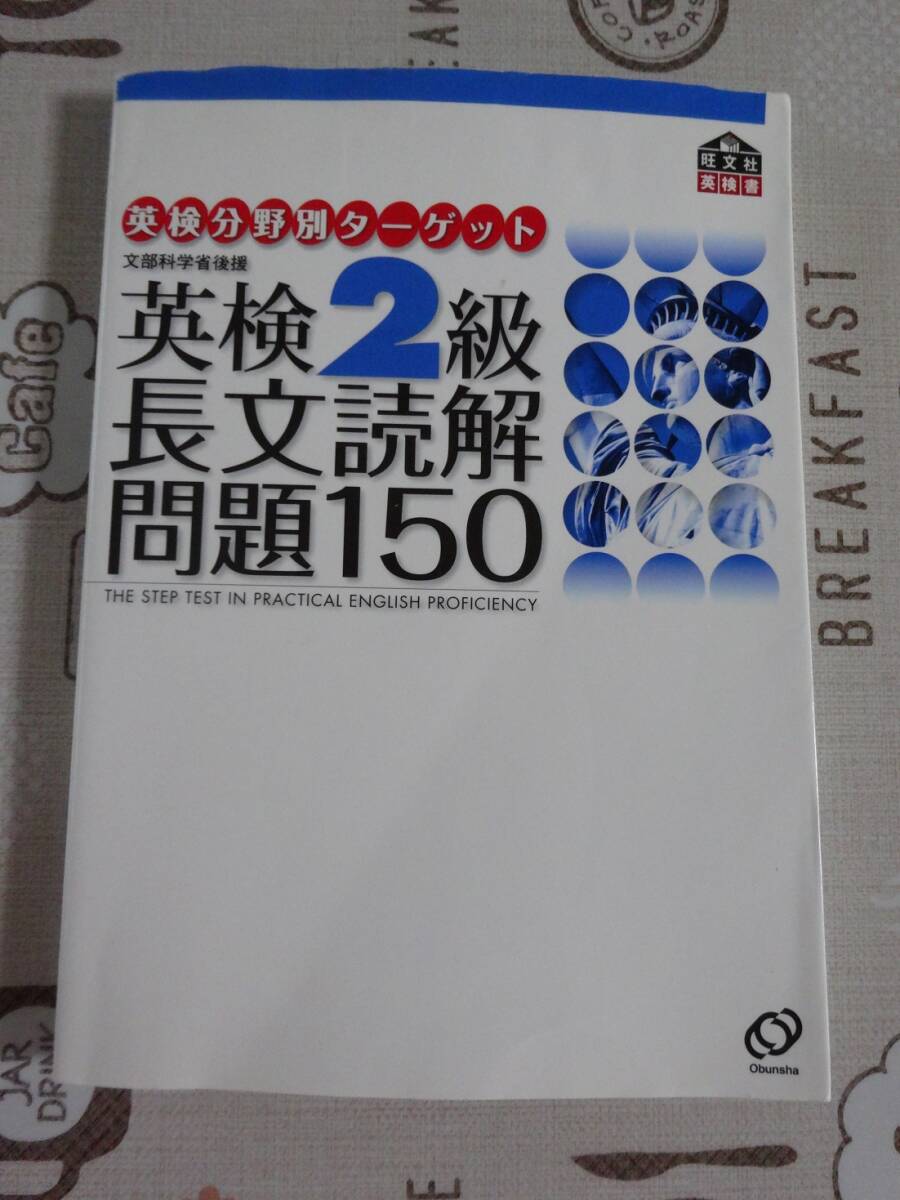 旺文社
英検書
英検分野別ターゲット
文部科学省後援
英検2級
長文読解
問題150
THE STEP TEST IN PRACTICAL ENGLISH PROFICIENCY
Obunsha
Cafe
BREAKFAST
JAR
DRINK